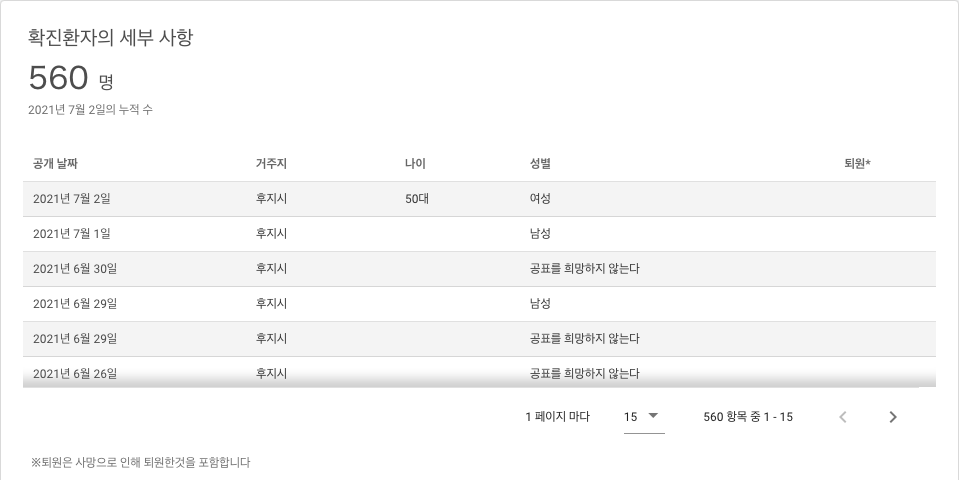 확진환자의 세부 사항
560 명
2021년 7월 2일의 누적 수
공개 날짜 거주지 나이 성별 퇴원*
2021년 7월 2일 후지시 50대 여성
2021년 7월 1일 후지시 남성
2021년 6월 30일 후지시 공표를 희망하지 않는다
2021년 6월 29일 후지시 남성
2021년 6월 29일 후지시 공표를 희망하지 않는다
2021년 6월 26일 후지시 공표를 희망하지 않는다
1 페이지 마다 15 560 항목 중 1 - 15
※퇴원은 사망으로 인해 퇴원한것을 포함합니다